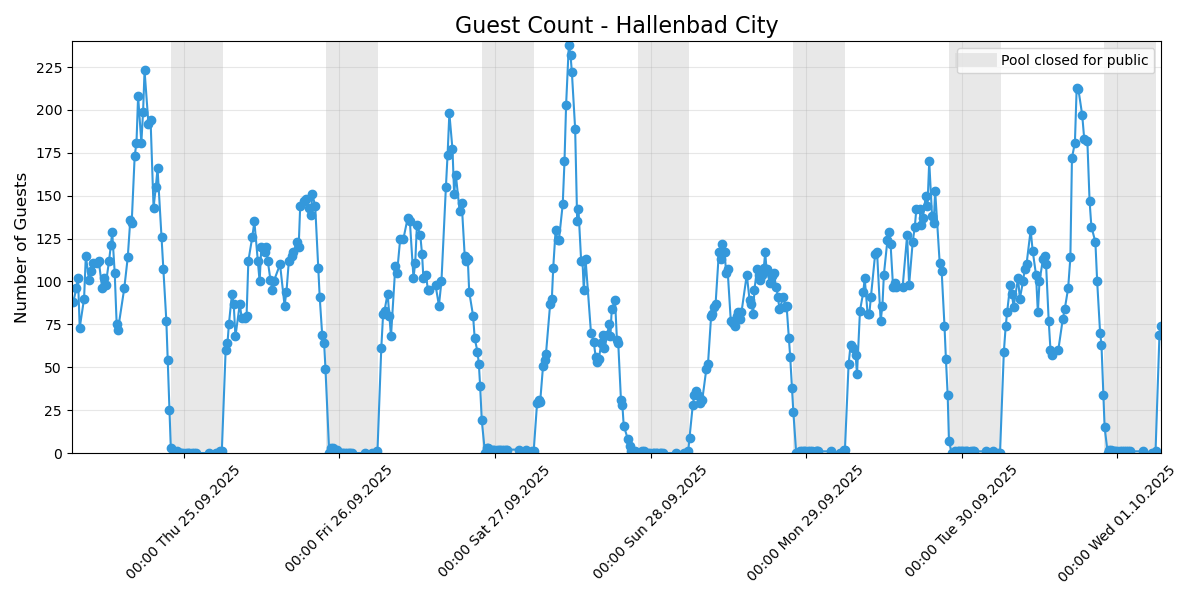 Guest Count - Hallenbad City
Pool closed for public
Number of Guests
225
200
175
150
125
100
75
50
25
0
00:00 Thu 25.09.2025
00:00 Fri 26.09.2025
00:00 Sat 27.09.2025
00:00 Sun 28.09.2025
00:00 Mon 29.09.2025
00:00 Tue 30.09.2025
00:00 Wed 01.10.2025